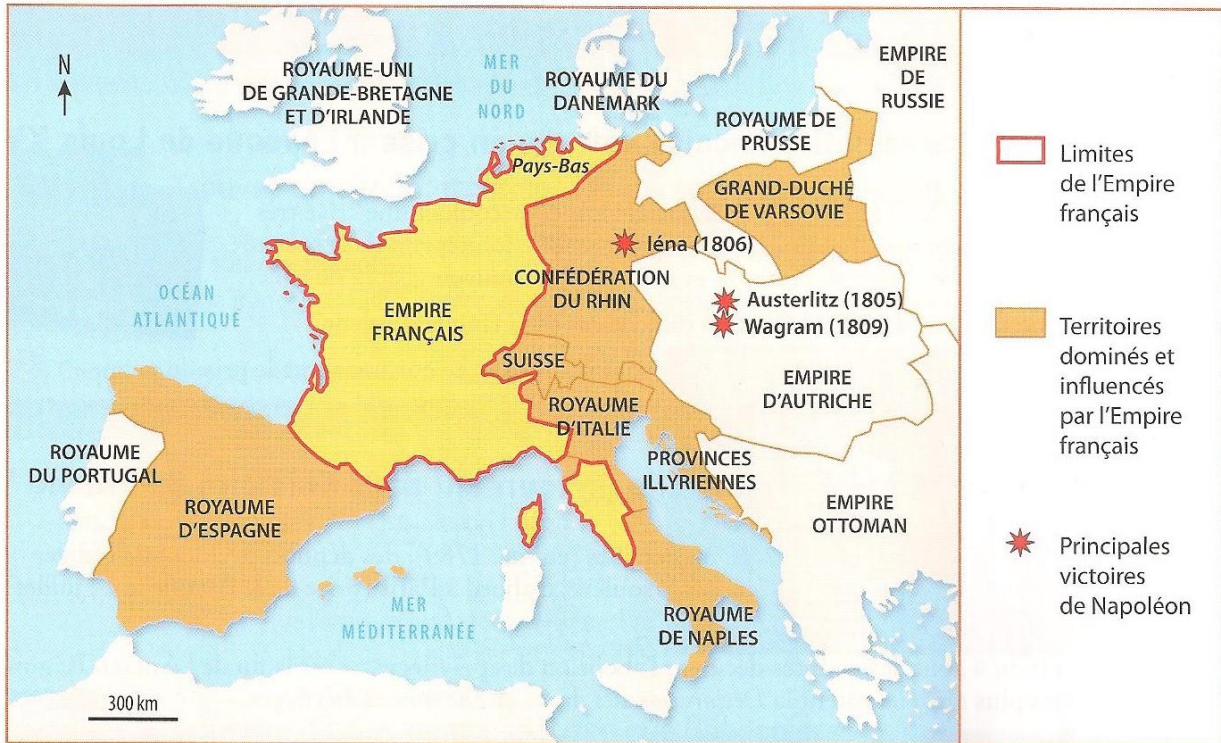 N
ROYAUME-UNI
DE GRANDE-BRETAGNE
ET D'IRLANDE
MER
DU
NORD
ROYAUME DU
DANEMARK
EMPIRE
DE
RUSSIE
ROYAUME DE
PRUSSE
Pays-Bas
GRAND-DUCHÉ
DE VARSOVIE
Iéna (1806)
CONFÉDÉRATION
DU RHIN
OCÉAN
ATLANTIQUE
EMPIRE
FRANÇAIS
Austerlitz (1805)
Wagram (1809)
SUISSE
EMPIRE
D'AUTRICHE
ROYAUME
D'ITALIE
ROYAUME
DU PORTUGAL
PROVINCES
ILLYRIENNES
ROYAUME
D'ESPAGNE
EMPIRE
OTTOMAN
MER
MÉDITERRANÉE
ROYAUME
DE NAPLES
300 km
Limites
de l'Empire
français
Territoires
dominés et
influencés
par l'Empire
français
Principales
victoires
de Napoléon